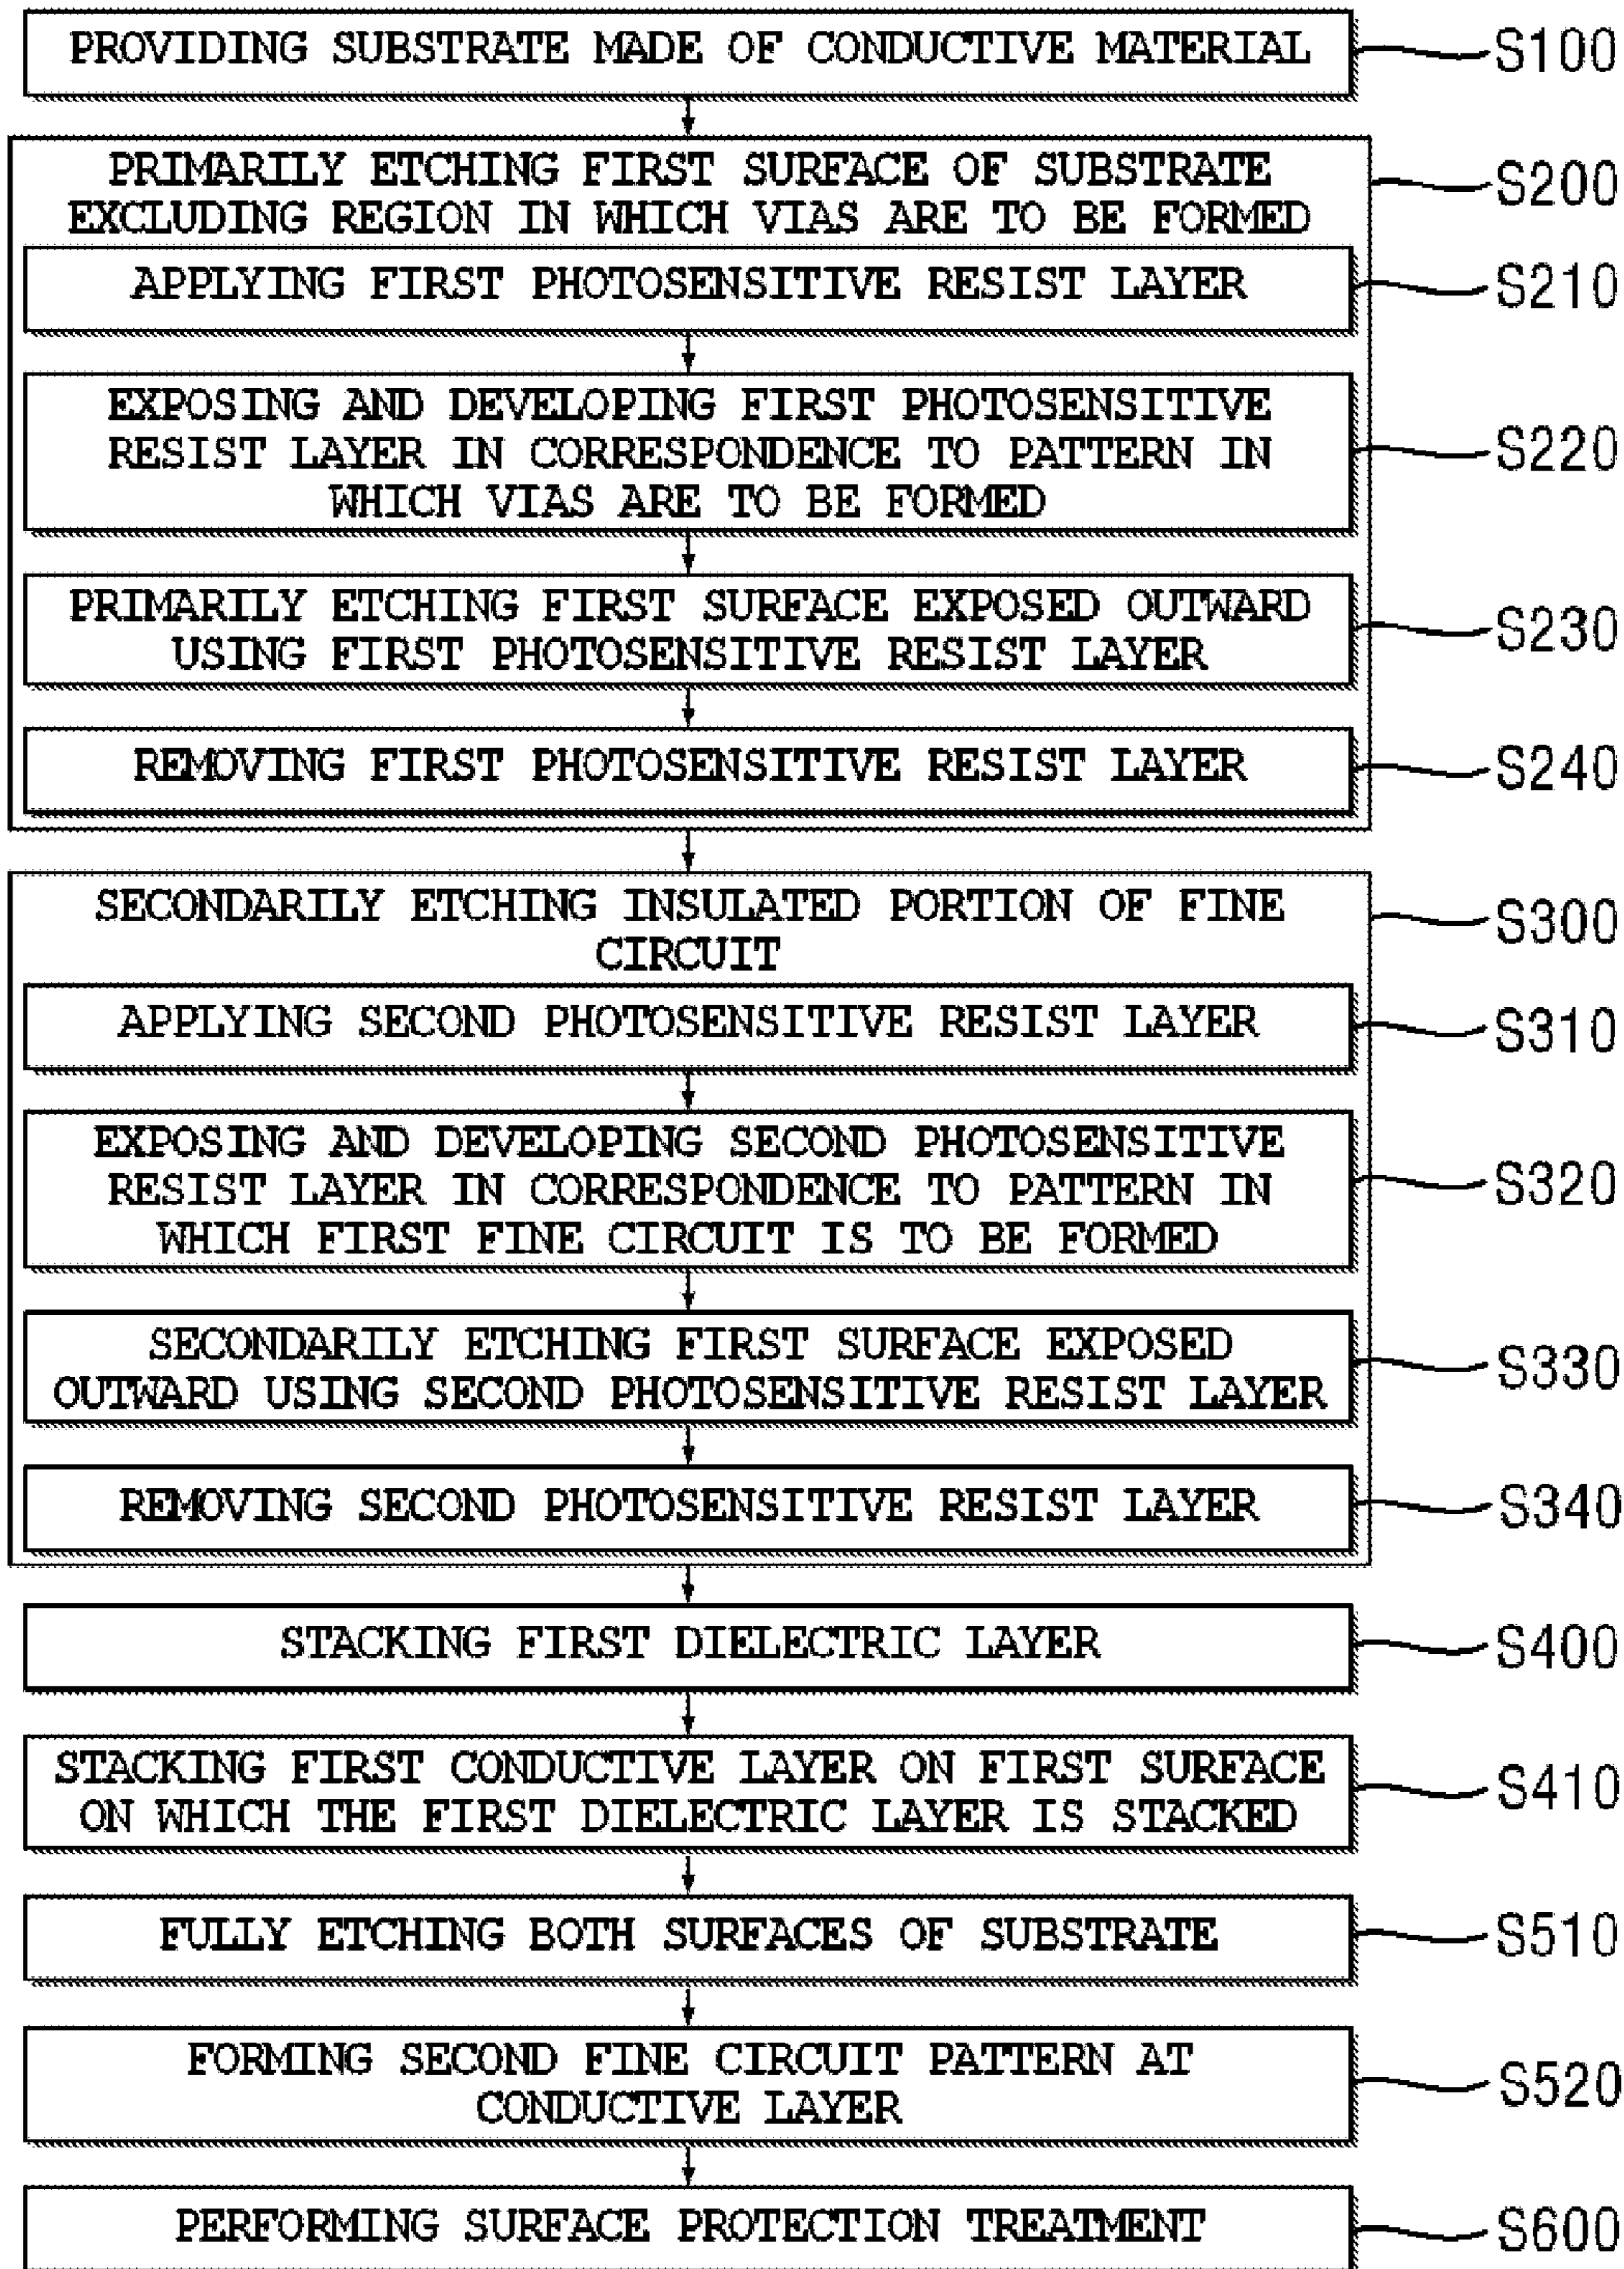 PROVIDING SUBSTRATE MADE OF CONDUCTIVE MATERIAL
S100
PRIMARILY ETCHING FIRST SURFACE OF SUBSTRATE
EXCLUDING REGION IN WHICH VIAS ARE TO BE FORMED
S200
APPLYING FIRST PHOTOSENSITIVE RESIST LAYER
S210
EXPOSING AND DEVELOPING FIRST PHOTOSENSITIVE
RESIST LAYER IN CORRESPONDENCE TO PATTERN IN
WHICH VIAS ARE TO BE FORMED
S220
PRIMARILY ETCHING FIRST SURFACE EXPOSED OUTWARD
USING FIRST PHOTOSENSITIVE RESIST LAYER
S230
REMOVING FIRST PHOTOSENSITIVE RESIST LAYER
S240
SECONDARILY ETCHING INSULATED PORTION OF FINE
CIRCUIT
S300
APPLYING SECOND PHOTOSENSITIVE RESIST LAYER
S310
EXPOSING AND DEVELOPING SECOND PHOTOSENSITIVE
RESIST LAYER IN CORRESPONDENCE TO PATTERN IN
WHICH FIRST FINE CIRCUIT IS TO BE FORMED
S320
SECONDARILY ETCHING FIRST SURFACE EXPOSED
OUTWARD USING SECOND PHOTOSENSITIVE RESIST LAYER
S330
REMOVING SECOND PHOTOSENSITIVE RESIST LAYER
S340
STACKING FIRST DIELECTRIC LAYER
S400
STACKING FIRST CONDUCTIVE LAYER ON FIRST SURFACE
ON WHICH THE FIRST DIELECTRIC LAYER IS STACKED
S410
FULLY ETCHING BOTH SURFACES OF SUBSTRATE
S510
FORMING SECOND FINE CIRCUIT PATTERN AT
CONDUCTIVE LAYER
S520
PERFORMING SURFACE PROTECTION TREATMENT
S600